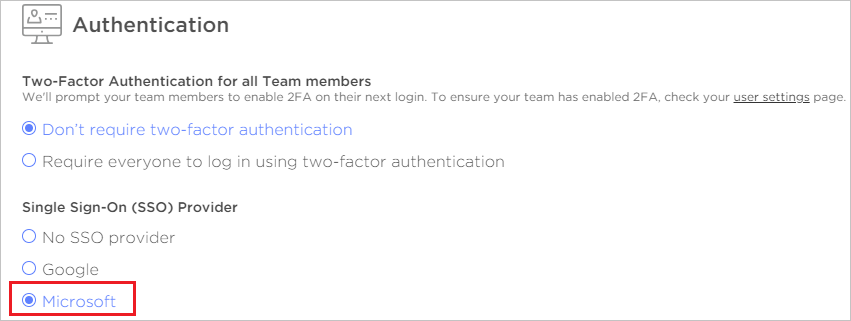 Authentication
Two-Factor Authentication for all Team members
We'll prompt your team members to enable 2FA on their next login. To ensure your team has enabled 2FA, check your user settings page.
Don't require two-factor authentication
Require everyone to log in using two-factor authentication
Single Sign-On (SSO) Provider
No SSO provider
Google
Microsoft